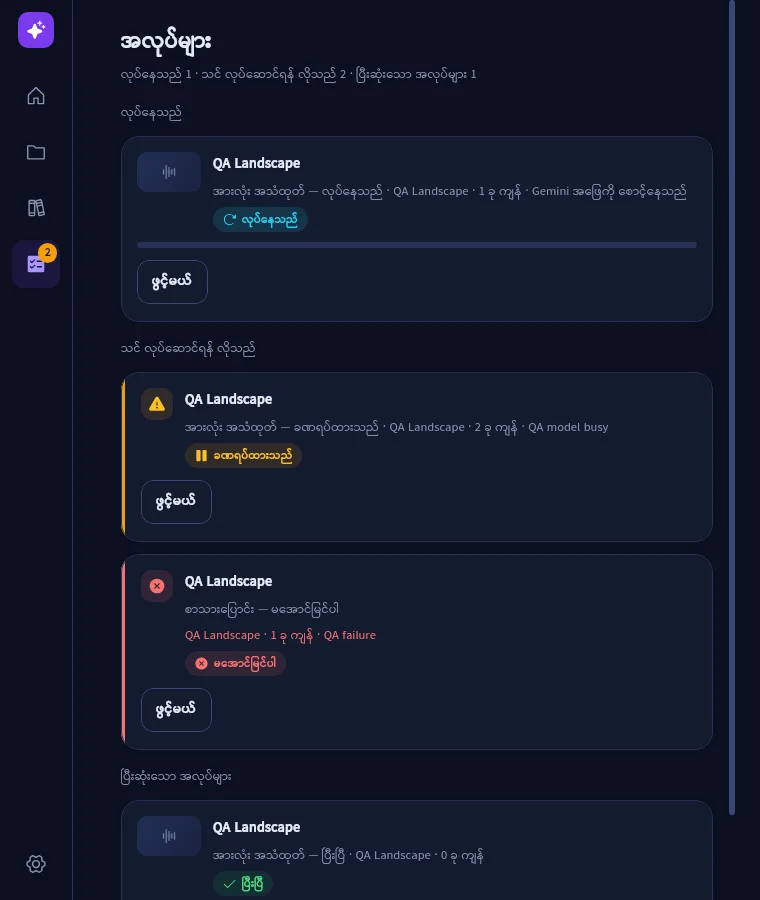 2
အလုပ်များ
လုပ်နေသည် 1 · သင် လုပ်ဆောင်ရန် လိုသည် 2 · ပြီးဆုံးသော အလုပ်များ 1
လုပ်နေသည်
QA Landscape
အားလုံး အသံထုတ် — လုပ်နေသည် · QA Landscape · 1 ခု ကျန် · Gemini အဖြေကို စောင့်နေသည်
လုပ်နေသည်
ဖွင့်မယ်
သင် လုပ်ဆောင်ရန် လိုသည်
QA Landscape
အားလုံး အသံထုတ် — ခဏရပ်ထားသည် · QA Landscape · 2 ခု ကျန် · QA model busy
ခဏရပ်ထားသည်
ဖွင့်မယ်
QA Landscape
စာသားပြောင်း — မအောင်မြင်ပါ
QA Landscape · 1 ခု ကျန် · QA failure
မအောင်မြင်ပါ
ဖွင့်မယ်
ပြီးဆုံးသော အလုပ်များ
QA Landscape
အားလုံး အသံထုတ် — ပြီးပြီ · QA Landscape · 0 ခု ကျန်
ပြီးပြီ